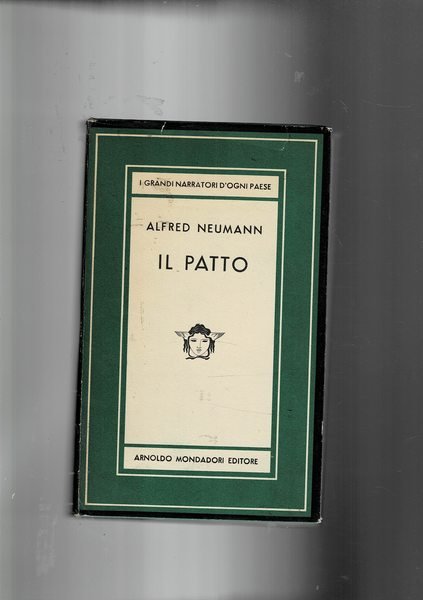 I GRANDI NARRATORI D'OGNI PAESE
ALFRED NEUMANN
IL PATTO
ARNOLDO MONDADORI EDITORE